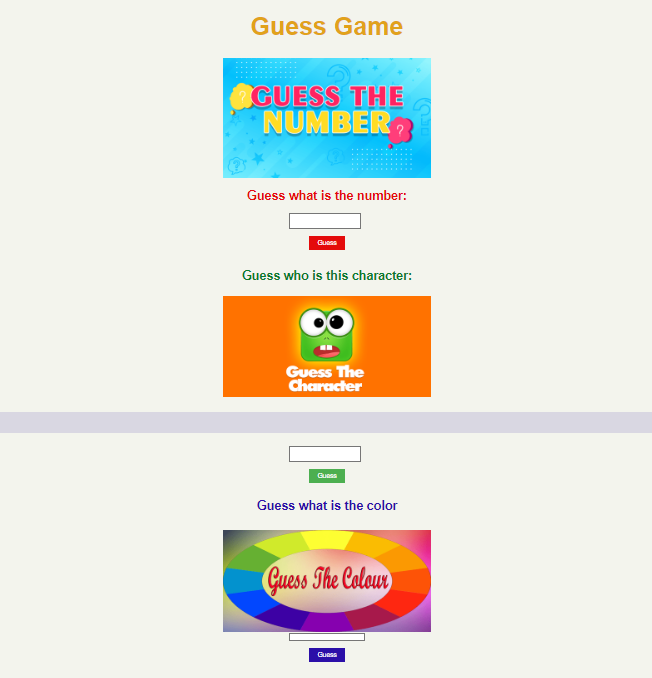 Guess Game
GUESS THE
NUMBER
Guess what is the number:
Guess
Guess who is this character:
Guess The
Character
Guess
Guess what is the color
Guess The Colour
Guess